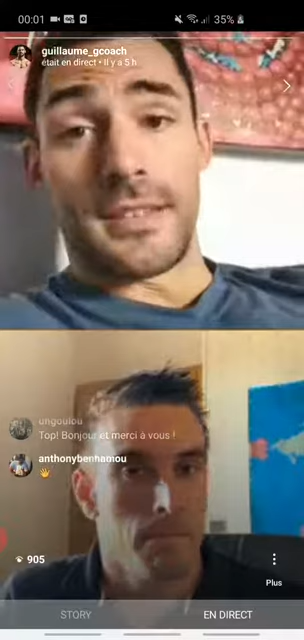 00:01
35%
guillaume_gcoach
était en direct • Il y a 5 h
ungoulou
Top! Bonjour et merci à vous !
anthonybenhamou
👋
905
Plus
STORY
EN DIRECT